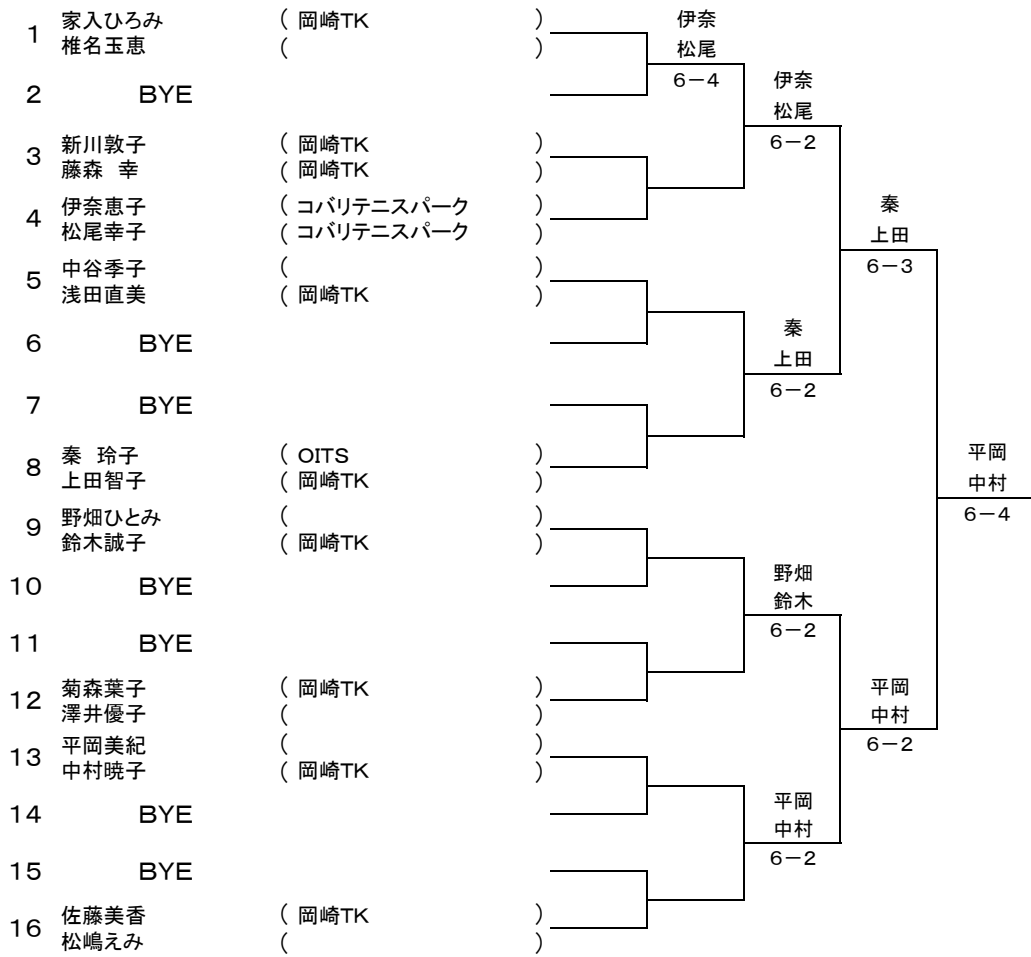 1 家入ひろみ ( 岡崎TK )
椎名玉恵 ( )
2 BYE
3 新川敦子 ( 岡崎TK )
藤森 幸 ( 岡崎TK )
4 伊奈恵子 ( コバリテニスパーク )
松尾幸子 ( コバリテニスパーク )
5 中谷季子 ( )
浅田直美 ( 岡崎TK )
6 BYE
7 BYE
8 秦 玲子 ( OITS )
上田智子 ( 岡崎TK )
9 野畑ひとみ ( )
鈴木誠子 ( 岡崎TK )
10 BYE
11 BYE
12 菊森葉子 ( 岡崎TK )
澤井優子 ( )
13 平岡美紀 ( )
中村暁子 ( 岡崎TK )
14 BYE
15 BYE
16 佐藤美香 ( 岡崎TK )
松嶋えみ ( )
伊奈
松尾
6-4
伊奈
松尾
6-2
秦
上田
6-2
野畑
鈴木
6-2
平岡
中村
6-2
秦
上田
6-3
平岡
中村
6-2
平岡
中村
6-4